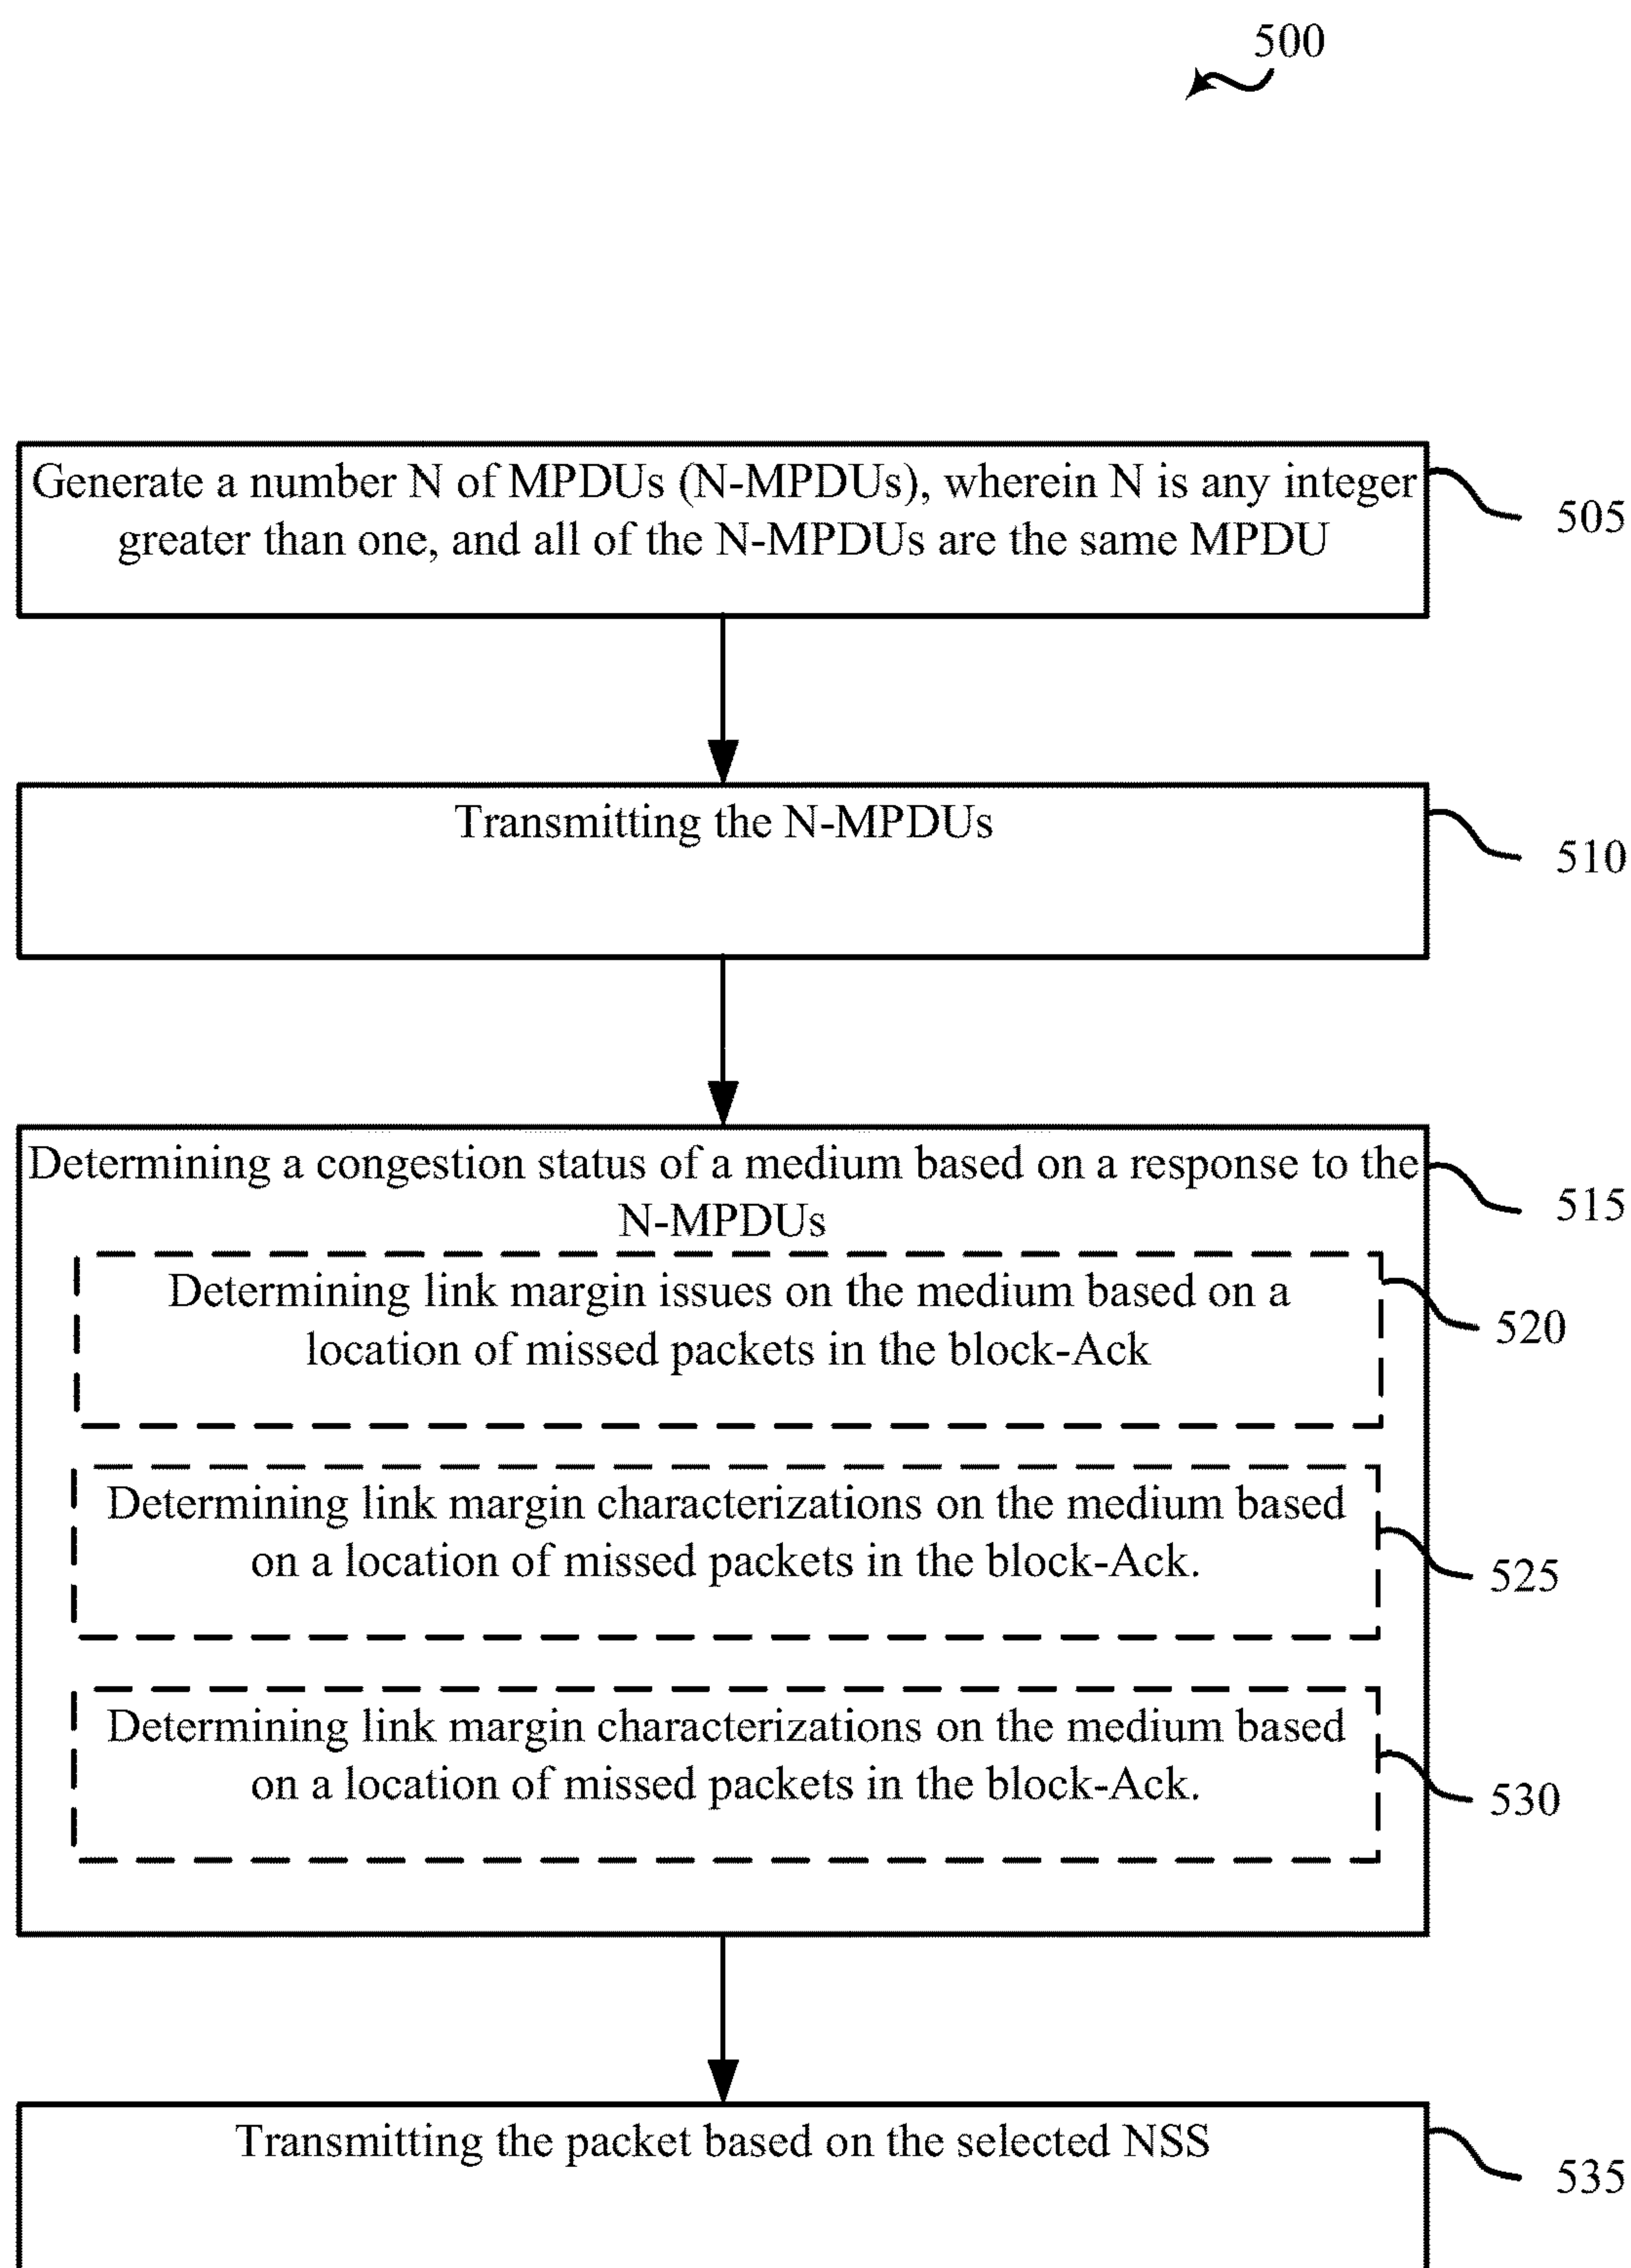 500
Generate a number N of MPDUs (N-MPDUs), wherein N is any integer
greater than one, and all of the N-MPDUs are the same MPDU
505
Transmitting the N-MPDUs
510
Determining a congestion status of a medium based on a response to the
N-MPDUs
515
Determining link margin issues on the medium based on a
location of missed packets in the block-Ack
520
Determining link margin characterizations on the medium based
on a location of missed packets in the block-Ack.
525
Determining link margin characterizations on the medium based
on a location of missed packets in the block-Ack.
530
Transmitting the packet based on the selected NSS
535